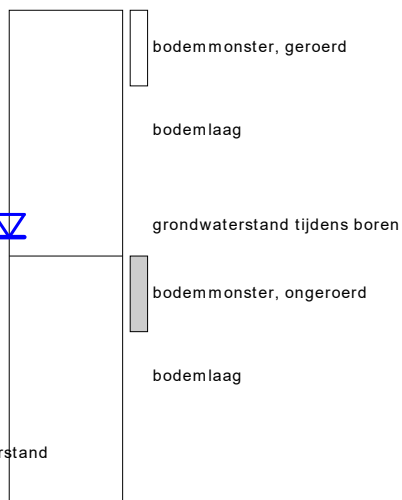 bodemmonster, geroerd
bodemlaag
grondwaterstand tijdens boren
bodemmonster, ongeroerd
bodemlaag
rstand